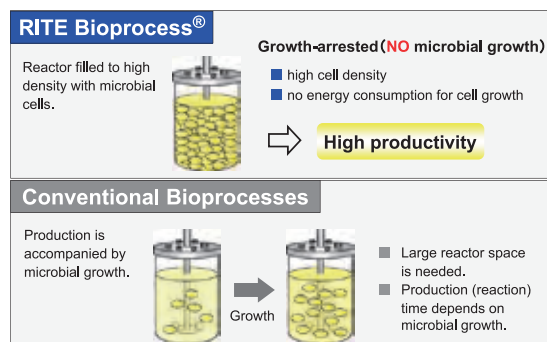 RITE Bioprocess®
Reactor filled to high
density with microbial
cells.
Growth-arrested(NO microbial growth)
high cell density
no energy consumption for cell growth
High productivity
Conventional Bioprocesses
Production is
accompanied by
microbial growth.
Growth
Large reactor space
is needed.
Production (reaction)
time depends on
microbial growth.